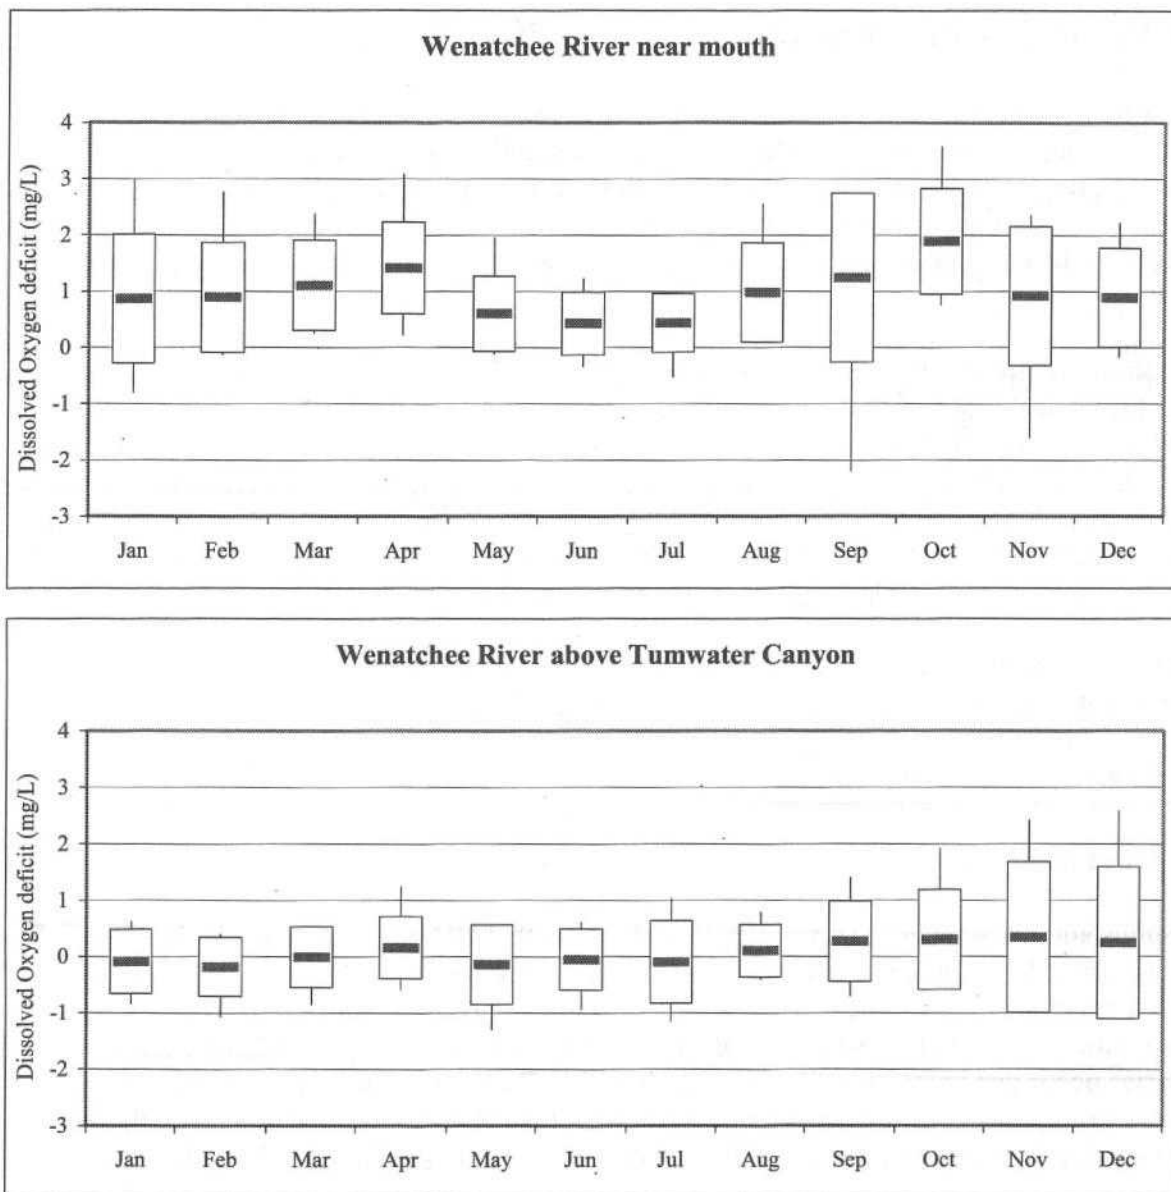 Wenatchee River near mouth
Dissolved Oxygen deficit (mg/L)
4
3
2
1
0
-1
-2
-3
Jan Feb Mar Apr May Jun Jul Aug Sep Oct Nov Dec
Wenatchee River above Tumwater Canyon
Dissolved Oxygen deficit (mg/L)
4
3
2
1
0
-1
-2
-3
Jan Feb Mar Apr May Jun Jul Aug Sep Oct Nov Dec